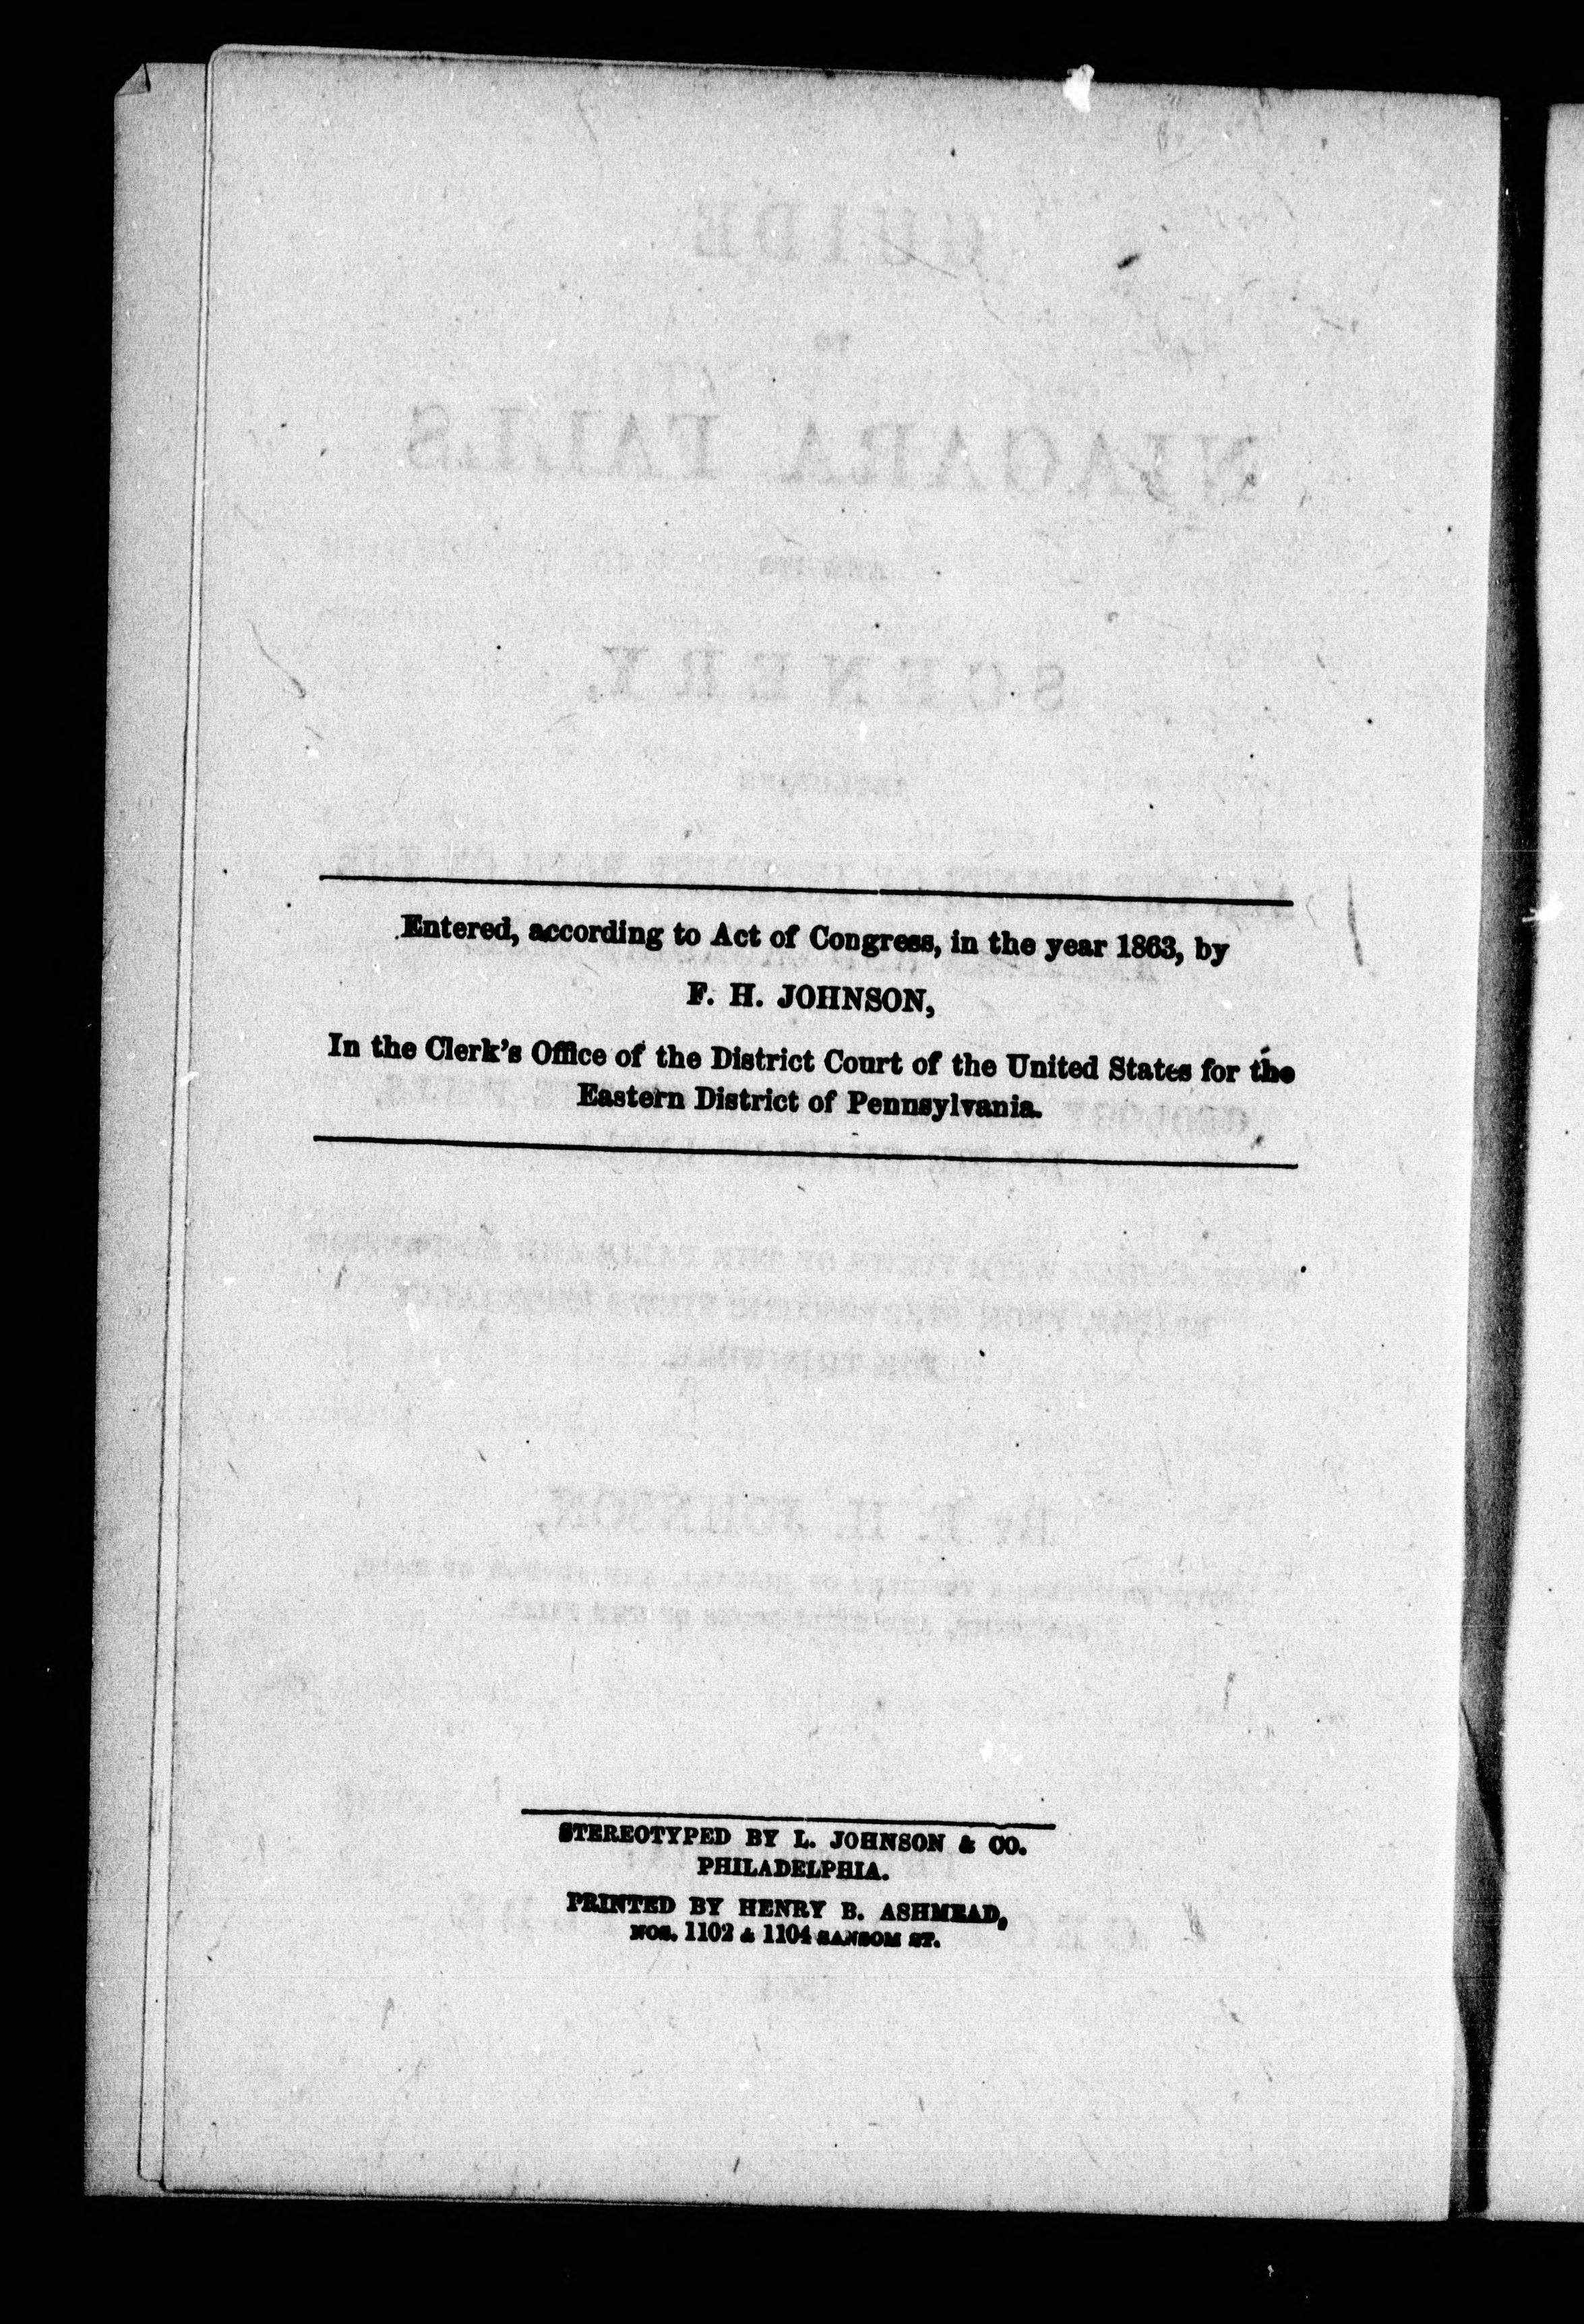 Entered, according to Act of Congress, in the year 1863, by
F. H. JOHNSON,
In the Clerk's Office of the District Court of the United States for the
Eastern District of Pennsylvania.
STEREOTYPED BY L. JOHNSON & CO.
PHILADELPHIA.
PRINTED BY HENRY B. ASHMEAD,
NOS. 1102 & 1104 SANSOM ST.